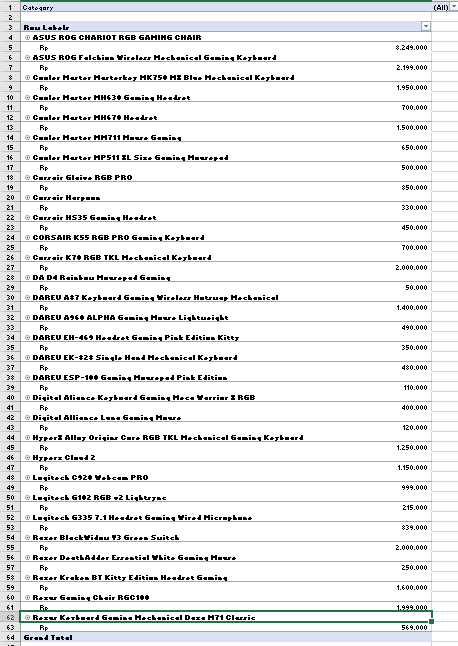 1 Category (All)
2
3 Row Labels
4 ASUS ROG CHARIOT RGB GAMING CHAIR
5 Rp 8.249.000
6 ASUS ROG Falchion Wireless Mechanical Gaming Keyboard
7 Rp 2.199.000
8 Cooler Master Masterkey MK750 MX Blue Mechanical Keyboard
9 Rp 1.950.000
10 Cooler Master MH630 Gaming Headset
11 Rp 700.000
12 Cooler Master MH670 Headset
13 Rp 1.500.000
14 Cooler Master MM711 Mouse Gaming
15 Rp 650.000
16 Cooler Master MP511 XL Size Gaming Mousepad
17 Rp 500.000
18 Corsair Glaive RGB PRO
19 Rp 850.000
20 Corsair Harpoon
21 Rp 330.000
22 Corsair HS35 Gaming Headset
23 Rp 450.000
24 CORSAIR K55 RGB PRO Gaming Keyboard
25 Rp 700.000
26 Corsair K70 RGB TKL Mechanical Keyboard
27 Rp 2.000.000
28 DA D4 Rainbow Mousepad Gaming
29 Rp 50.000
30 DAREU A87 Keyboard Gaming Wireless Hotswap Mechanical
31 Rp 1.400.000
32 DAREU A960 ALPHA Gaming Mouse Lightweight
33 Rp 490.000
34 DAREU EH-469 Headset Gaming Pink Edition Kitty
35 Rp 350.000
36 DAREU EK-828 Single Hand Mechanical Keyboard
37 Rp 480.000
38 DAREU ESP-100 Gaming Mousepad Pink Edition
39 Rp 110.000
40 Digital Aliance Keyboard Gaming Meca Warrior X RGB
41 Rp 400.000
42 Digital Alliance Luna Gaming Mouse
43 Rp 120.000
44 HyperX Alloy Origins Core RGB TKL Mechanical Gaming Keyboard
45 Rp 1.250.000
46 Hyperx Cloud 2
47 Rp 1.150.000
48 Logitech C920 Webcam PRO
49 Rp 999.000
50 Logitech G102 RGB v2 Lightsync
51 Rp 215.000
52 Logitech G335 7.1 Headset Gaming Wired Microphone
53 Rp 839.000
54 Razer BlackWidow V3 Green Switch
55 Rp 2.000.000
56 Razer DeathAdder Essential White Gaming Mouse
57 Rp 250.000
58 Razer Kraken BT Kitty Edition Headset Gaming
59 Rp 1.600.000
60 Rexus Gaming Chair RGC100
61 Rp 1.999.000
62 Rexus Keyboard Gaming Mechanical Daxa M71 Classic
63 Rp 569.000
64 Grand Total